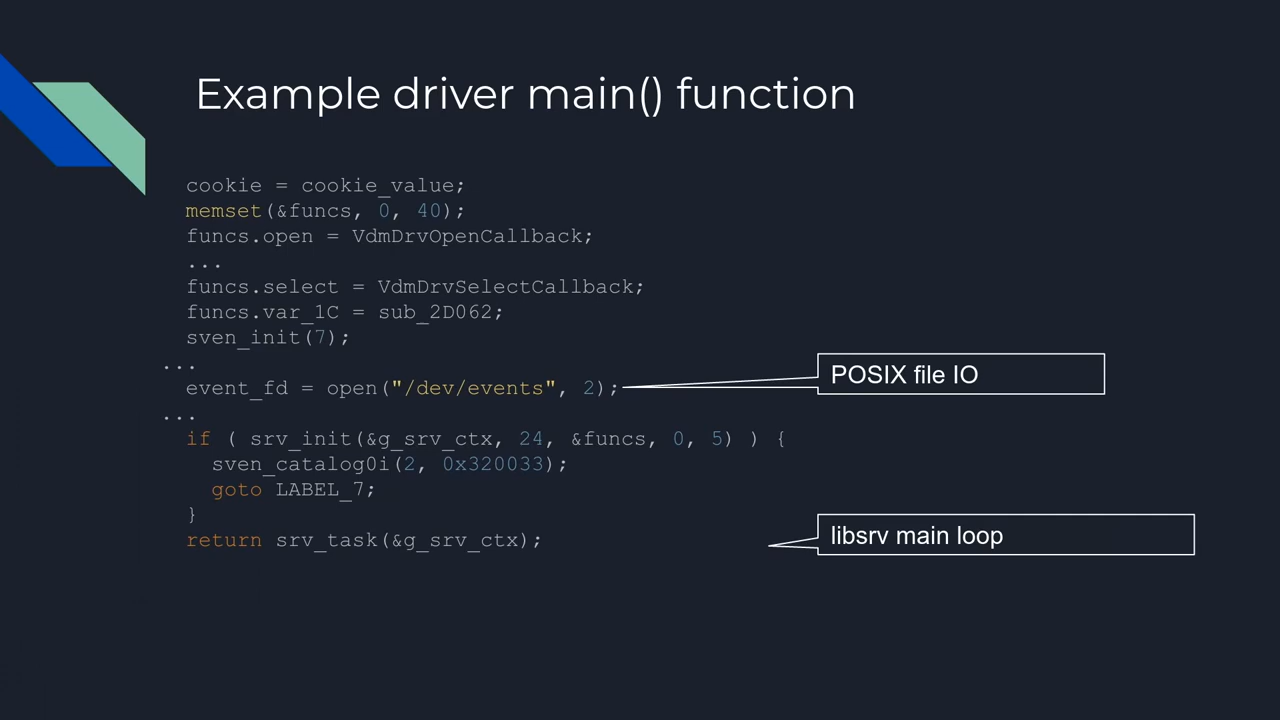 Example driver main() function
cookie = cookie_value;
memset(&funcs, 0, 40);
funcs.open = VdmDrvOpenCallback;
...
funcs.select = VdmDrvSelectCallback;
funcs.var_1C = sub_2D062;
sven_init(7);
...
event_fd = open("/dev/events", 2);
POSIX file IO
...
if ( srv_init(&g_srv_ctx, 24, &funcs, 0, 5) ) {
sven_catalog0i(2, 0x320033);
goto LABEL_7;
}
return srv_task(&g_srv_ctx);
libsrv main loop